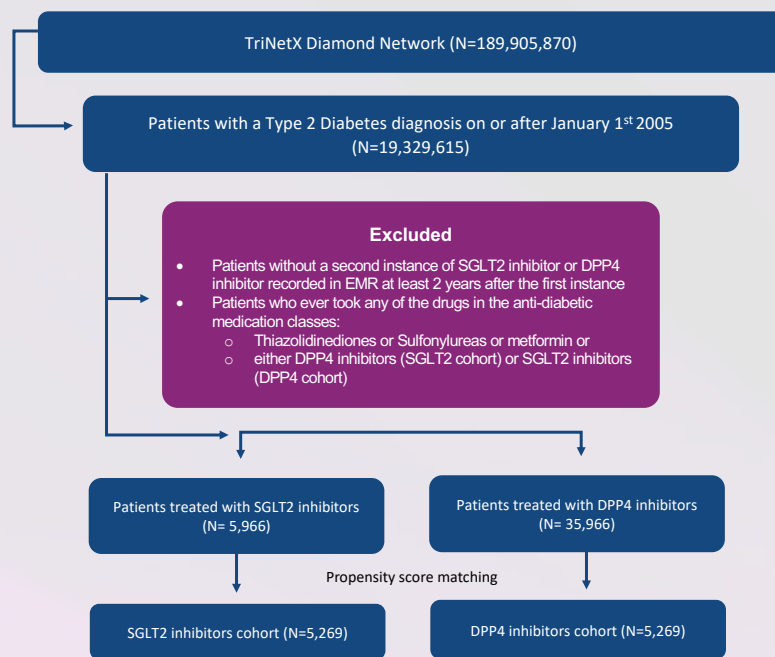 TriNetX Diamond Network (N=189,905,870)
Patients with a Type 2 Diabetes diagnosis on or after January 1st 2005
(N=19,329,615)
Excluded
• Patients without a second instance of SGLT2 inhibitor or DPP4
inhibitor recorded in EMR at least 2 years after the first instance
• Patients who ever took any of the drugs in the anti-diabetic
medication classes:
o Thiazolidinediones or Sulfonylureas or metformin or
o either DPP4 inhibitors (SGLT2 cohort) or SGLT2 inhibitors
(DPP4 cohort)
Patients treated with SGLT2 inhibitors
(N= 5,966)
Patients treated with DPP4 inhibitors
(N= 35,966)
Propensity score matching
SGLT2 inhibitors cohort (N=5,269)
DPP4 inhibitors cohort (N=5,269)